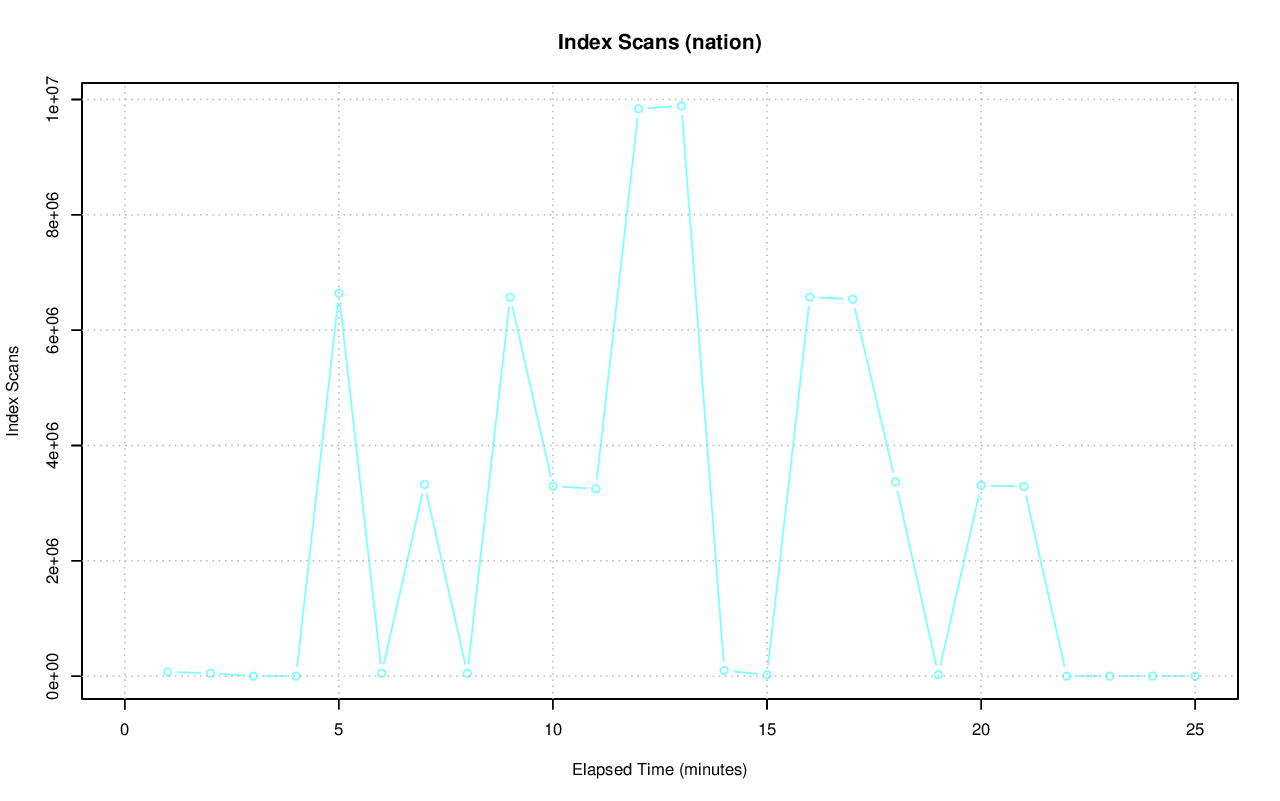 Index Scans (nation)
Index Scans
1e+07
8e+06
6e+06
4e+06
2e+06
0e+00
0 5 10 15 20 25
Elapsed Time (minutes)